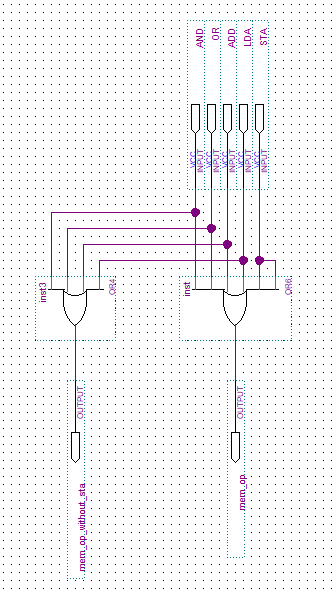 AND
OR
ADD
LDA
STA
VCC
INPUT
VCC
INPUT
VCC
INPUT
VCC
INPUT
VCC
INPUT
inst3
OR4
inst
OR6
OUTPUT
OUTPUT
mem_op_without_sta
mem_op